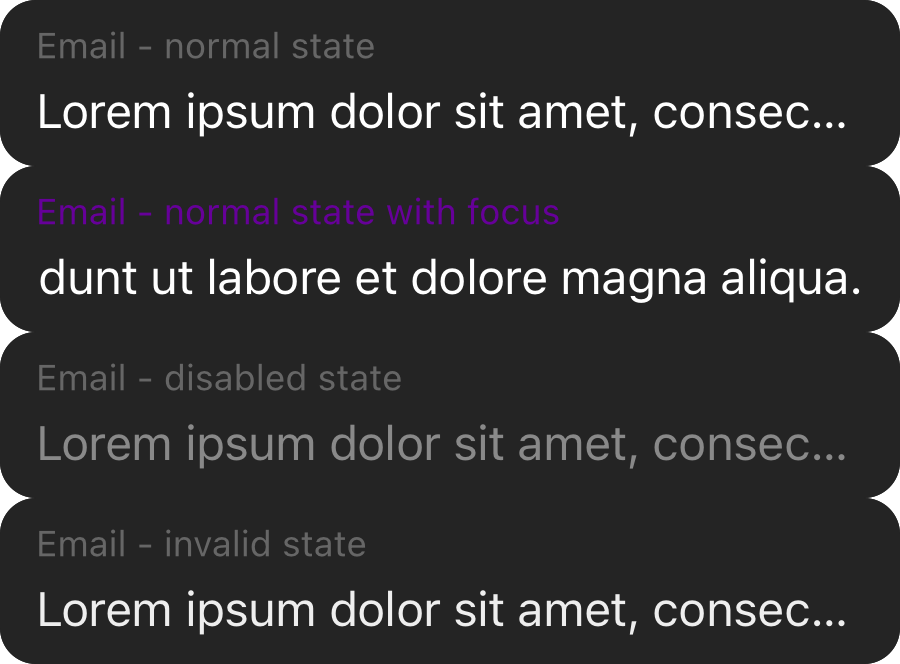 Email - normal state
Lorem ipsum dolor sit amet, consec...
Email - normal state with focus
dunt ut labore et dolore magna aliqua.
Email - disabled state
Lorem ipsum dolor sit amet, consec...
Email - invalid state
Lorem ipsum dolor sit amet, consec...